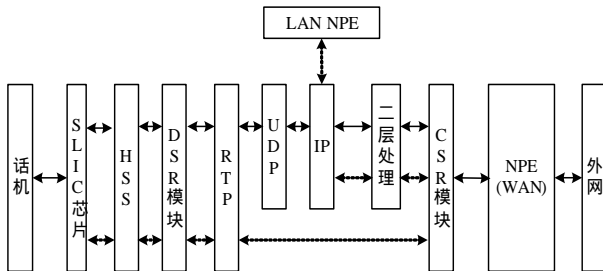 LAN NPE
话机
SLIC芯片
HSS
DSR模块
RTP
UDP
IP
二层处理
CSR模块
NPE
(WAN)
外网